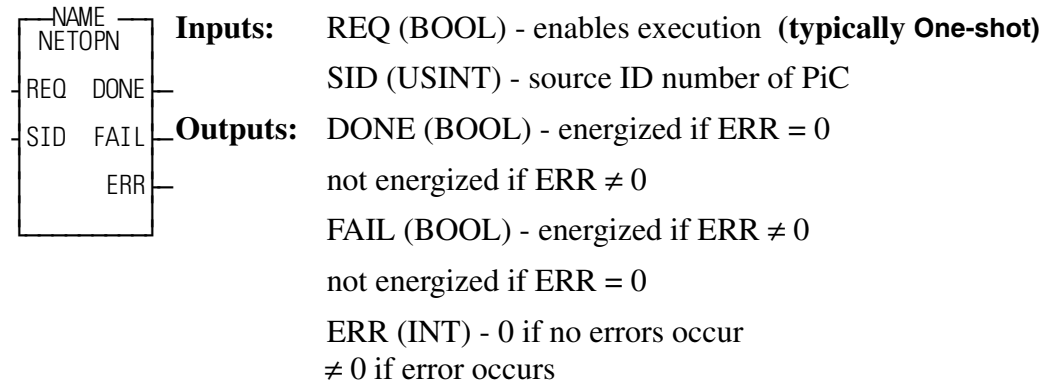 NAME
NETOPN
REQ DONE
SID FAIL
ERR
Inputs: REQ (BOOL) - enables execution (typically One-shot)
SID (USINT) - source ID number of PiC
Outputs: DONE (BOOL) - energized if ERR = 0
not energized if ERR ≠ 0
FAIL (BOOL) - energized if ERR ≠ 0
not energized if ERR = 0
ERR (INT) - 0 if no errors occur
≠ 0 if error occurs